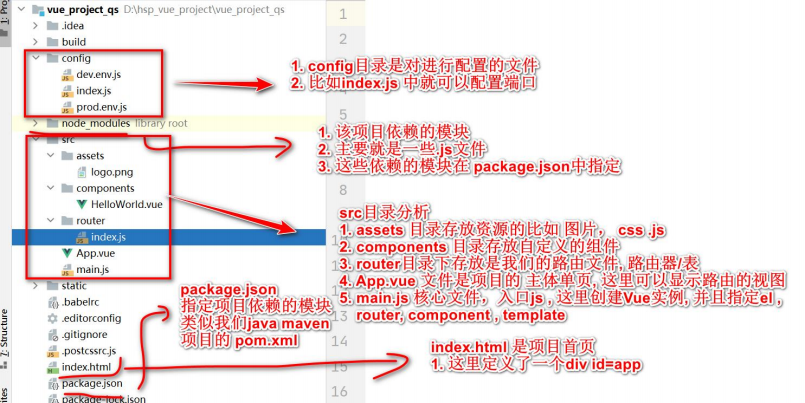 1: Pro
vue_project_qs D:\hsp_vue_project\vue_project_qs
.idea
build
config
dev.env.js
index.js
prod.env.js
node_modules library root
src
assets
logo.png
components
HelloWorld.vue
router
index.js
App.vue
main.js
static
.babelrc
.editorconfig
.gitignore
.postcssrc.js
index.html
package.json
package-lock.json
7: Structure
1
2
5
8
13
14
15
16
1. config目录是对进行配置的文件
2. 比如index.js 中就可以配置端口
1. 该项目依赖的模块
2. 主要就是一些.js文件
3. 这些依赖的模块在 package.json中指定
src目录分析
1. assets 目录存放资源的比如 图片， css .js
2. components 目录存放自定义的组件
3. router目录下存放是我们的路由文件, 路由器/表
4. App.vue 文件是项目的 主体单页, 这里可以显示路由的视图
5. main.js 核心文件， 入口js , 这里创建Vue实例, 并且指定el ,
router, component , template
package.json
指定项目依赖的模块
类似我们java maven
项目的 pom.xml
index.html 是项目首页
1. 这里定义了一个div id=app